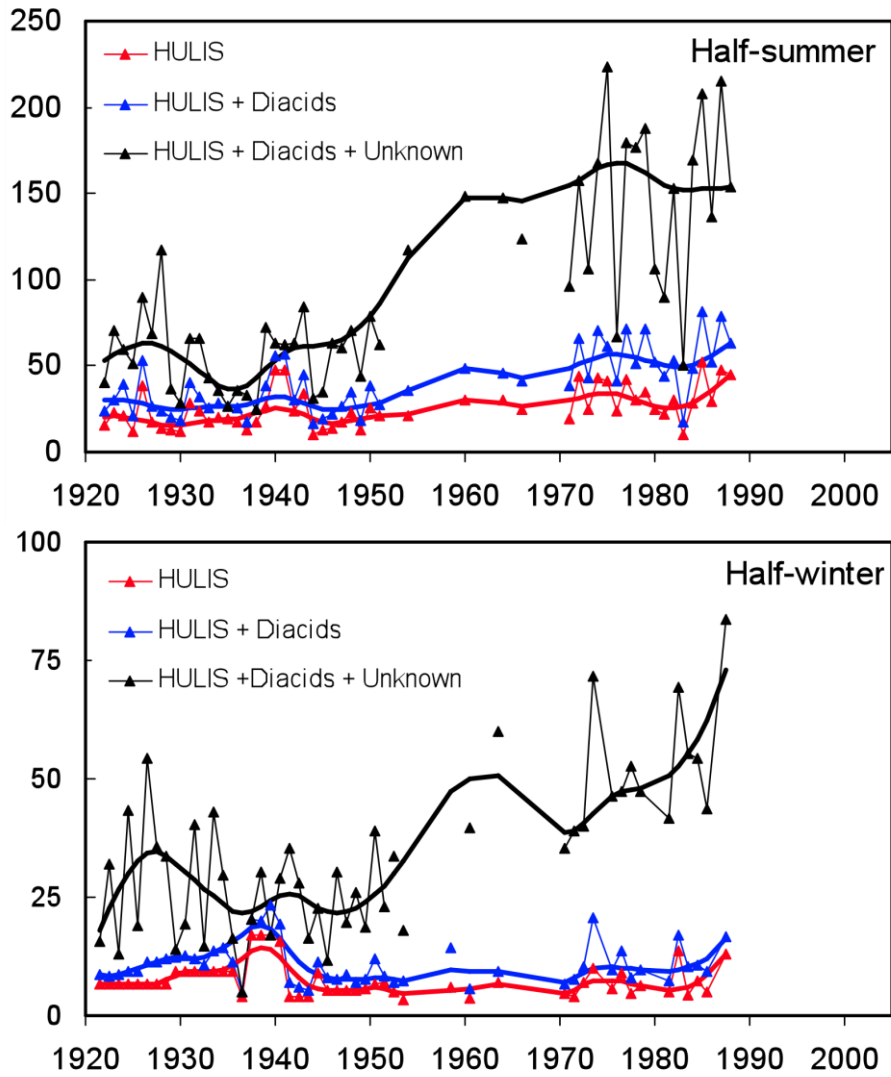 250
Half-summer
HULIS
200
HULIS + Diacids
HULIS + Diacids + Unknown
150
100
50
0
1920 1930 1940 1950 1960 1970 1980 1990 2000
100
Half-winter
HULIS
75
HULIS + Diacids
HULIS +Diacids + Unknown
50
25
0
1920 1930 1940 1950 1960 1970 1980 1990 2000